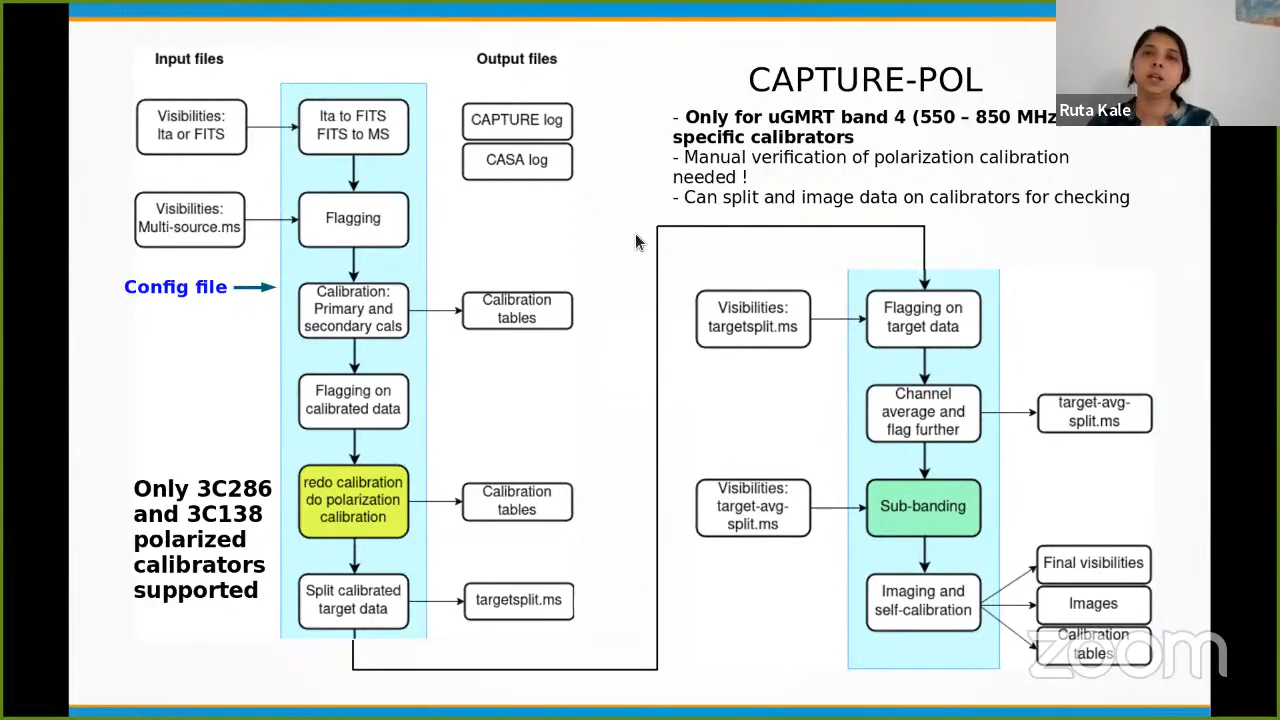 Input files
Output files
Visibilities:
lta or FITS
lta to FITS
FITS to MS
CAPTURE log
CASA log
Visibilities:
Multi-source.ms
Flagging
Config file
Calibration:
Primary and
secondary cals
Calibration
tables
Flagging on
calibrated data
Only 3C286
and 3C138
polarized
calibrators
supported
redo calibration
do polarization
calibration
Calibration
tables
Split calibrated
target data
targetsplit.ms
CAPTURE-POL
- Only for uGMRT band 4 (550 – 850 MHz
specific calibrators
- Manual verification of polarization calibration
needed !
- Can split and image data on calibrators for checking
Visibilities:
targetsplit.ms
Flagging on
target data
Channel
average and
flag further
target-avg-
split.ms
Visibilities:
target-avg-
split.ms
Sub-banding
Imaging and
self-calibration
Final visibilities
Images
Calibration
tables
Ruta Kale
zoom